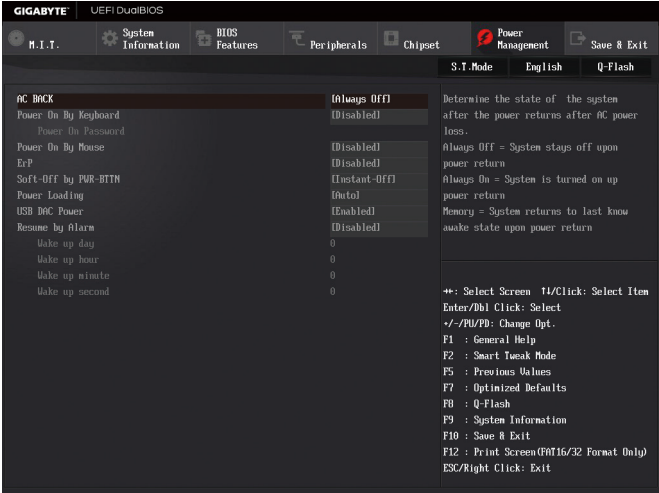 GIGABYTE™ UEFI DualBIOS
M.I.T. System Information BIOS Features Peripherals Chipset Power Management Save & Exit
S.T.Mode English Q-Flash
AC BACK [Always Off]
Power On By Keyboard [Disabled]
Power On Password
Power On By Mouse [Disabled]
ErP [Disabled]
Soft-Off by PWR-BTTN [Instant-Off]
Power Loading [Auto]
USB DAC Power [Enabled]
Resume by Alarm [Disabled]
Wake up day 0
Wake up hour 0
Wake up minute 0
Wake up second 0
Determine the state of the system
after the power returns after AC power
loss.
Always Off = System stays off upon
power return
Always On = System is turned on up
power return
Memory = System returns to last know
awake state upon power return
→←: Select Screen ↑↓/Click: Select Item
Enter/Dbl Click: Select
+/-/PU/PD: Change Opt.
F1 : General Help
F2 : Smart Tweak Mode
F5 : Previous Values
F7 : Optimized Defaults
F8 : Q-Flash
F9 : System Information
F10 : Save & Exit
F12 : Print Screen(FAT16/32 Format Only)
ESC/Right Click: Exit